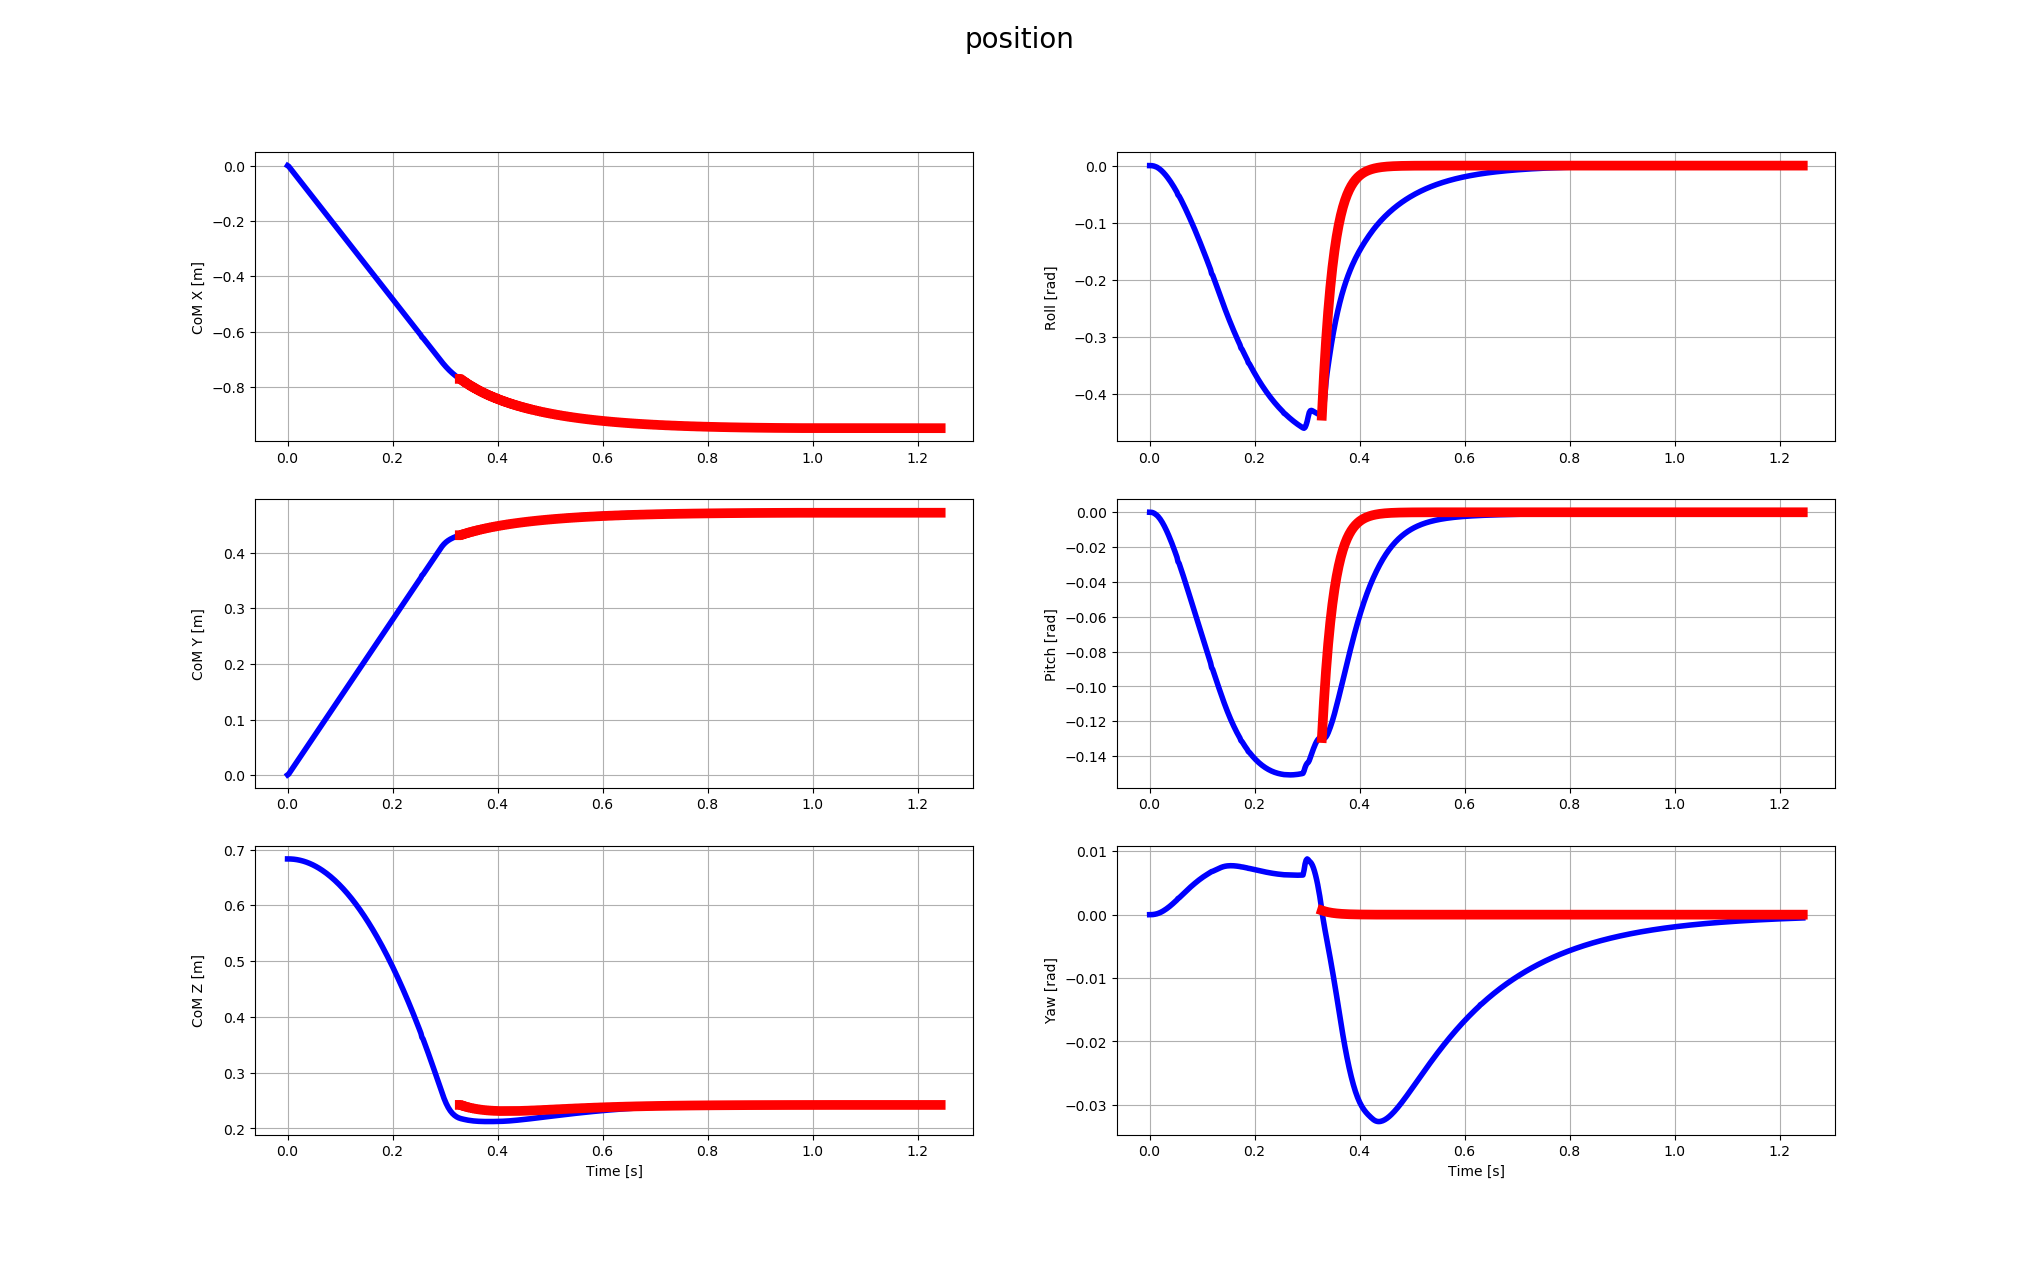 position
0.0
−0.2
−0.4
−0.6
−0.8
CoM X [m]
0.0 0.2 0.4 0.6 0.8 1.0 1.2
0.0
−0.1
−0.2
−0.3
−0.4
Roll [rad]
0.0 0.2 0.4 0.6 0.8 1.0 1.2
0.4
0.3
0.2
0.1
0.0
CoM Y [m]
0.0 0.2 0.4 0.6 0.8 1.0 1.2
0.00
−0.02
−0.04
−0.06
−0.08
−0.10
−0.12
−0.14
Pitch [rad]
0.0 0.2 0.4 0.6 0.8 1.0 1.2
0.7
0.6
0.5
0.4
0.3
0.2
CoM Z [m]
0.0 0.2 0.4 0.6 0.8 1.0 1.2
Time [s]
0.01
0.00
−0.01
−0.02
−0.03
Yaw [rad]
0.0 0.2 0.4 0.6 0.8 1.0 1.2
Time [s]